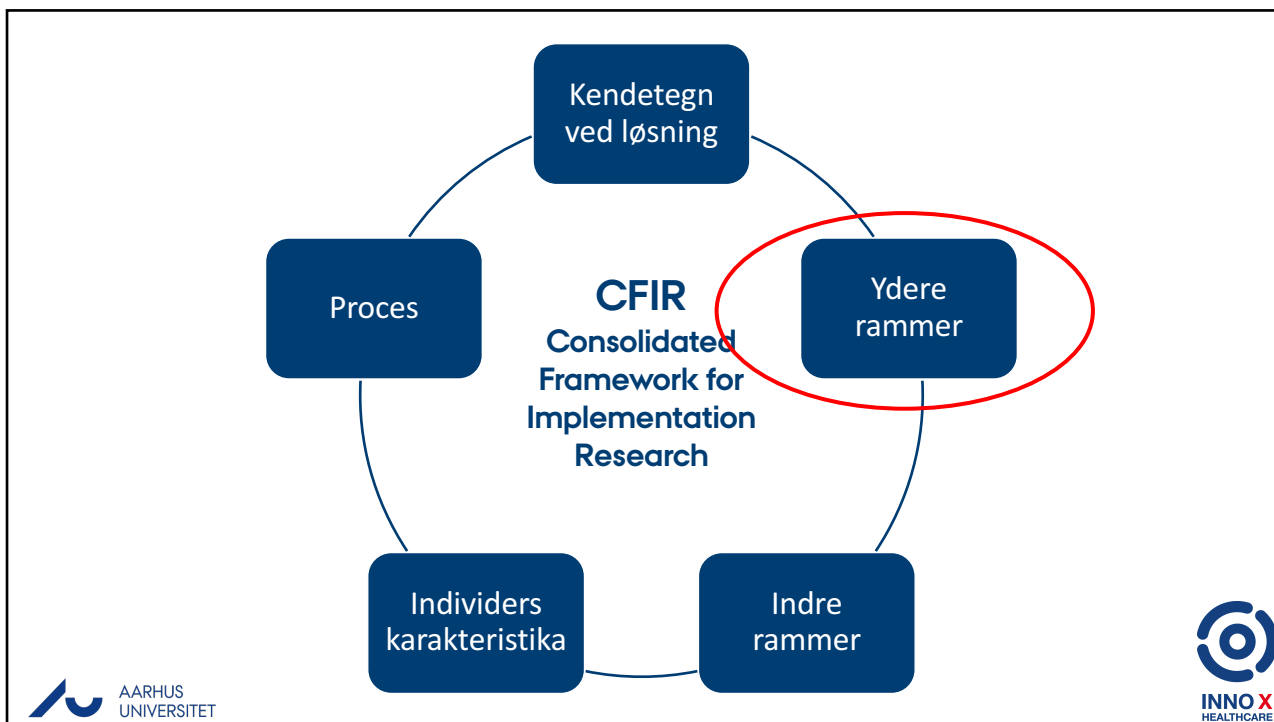 Kendetegn
ved løsning
Proces
CFIR
Consolidated
Framework for
Implementation
Research
Ydere
rammer
Individers
karakteristika
Indre
rammer
AARHUS
UNIVERSITET
INNO X
HEALTHCARE